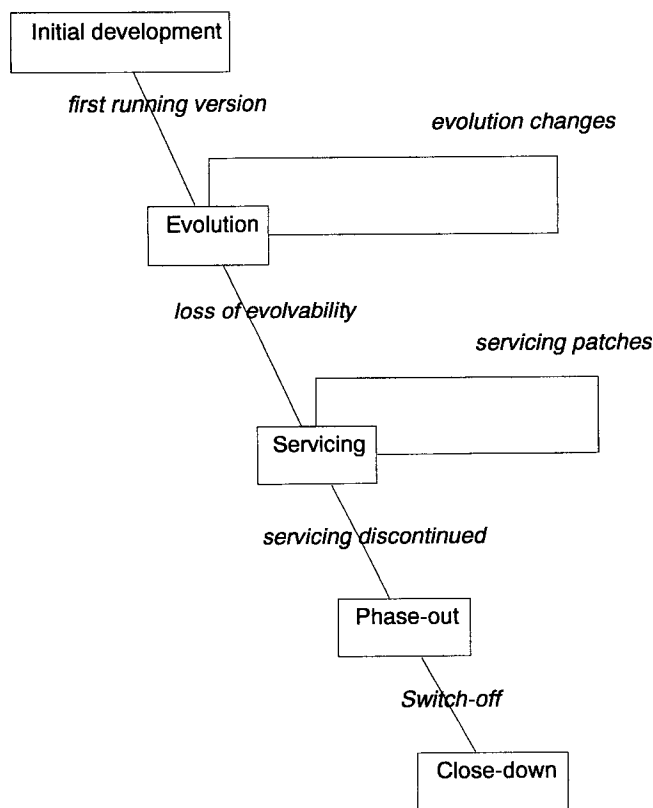 Initial development
first running version
evolution changes
Evolution
loss of evolvability
servicing patches
Servicing
servicing discontinued
Phase-out
Switch-off
Close-down